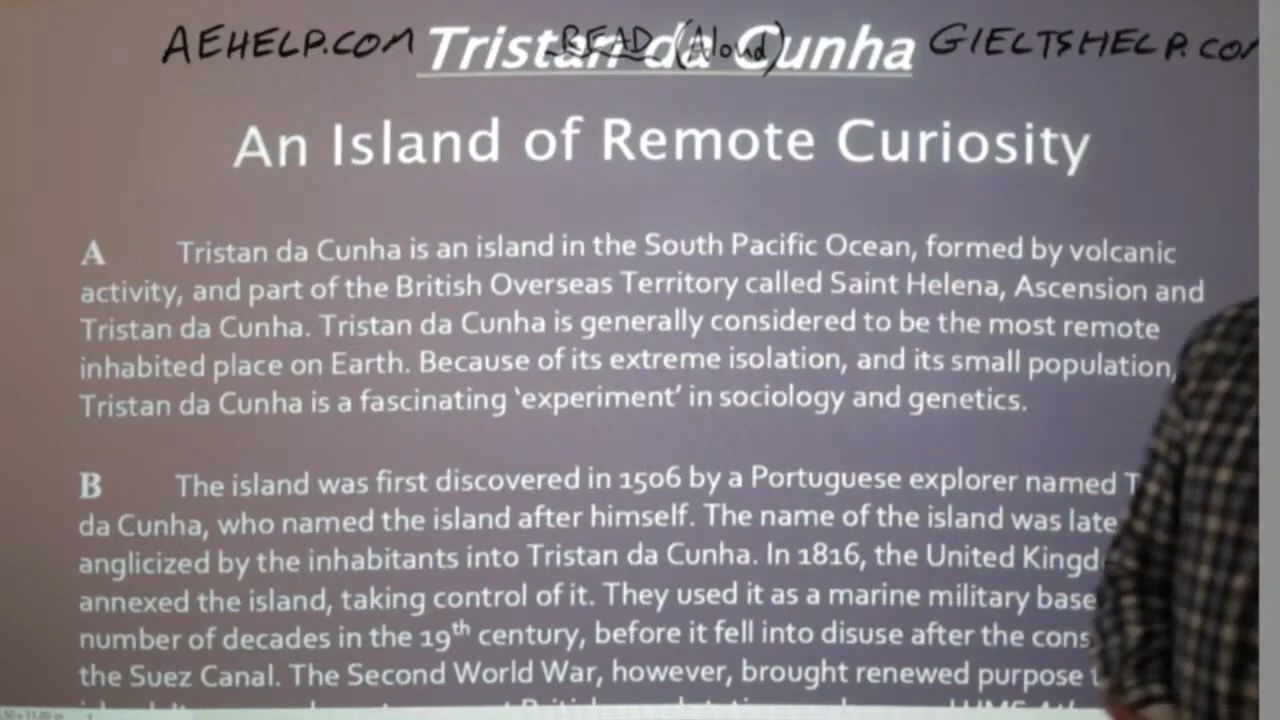 AEHELP.COM Tristan da Cunha GIELTSHELP.CO
READ (Aloud)
An Island of Remote Curiosity
A Tristan da Cunha is an island in the South Pacific Ocean, formed by volcanic
activity, and part of the British Overseas Territory called Saint Helena, Ascension and
Tristan da Cunha. Tristan da Cunha is generally considered to be the most remote
inhabited place on Earth. Because of its extreme isolation, and its small population,
Tristan da Cunha is a fascinating ‘experiment’ in sociology and genetics.
B The island was first discovered in 1506 by a Portuguese explorer named
da Cunha, who named the island after himself. The name of the island was
anglicized by the inhabitants into Tristan da Cunha. In 1816, the United
annexed the island, taking control of it. They used it as a marine military base
number of decades in the 19th century, before it fell into disuse after the
the Suez Canal. The Second World War, however, brought renewed purpose